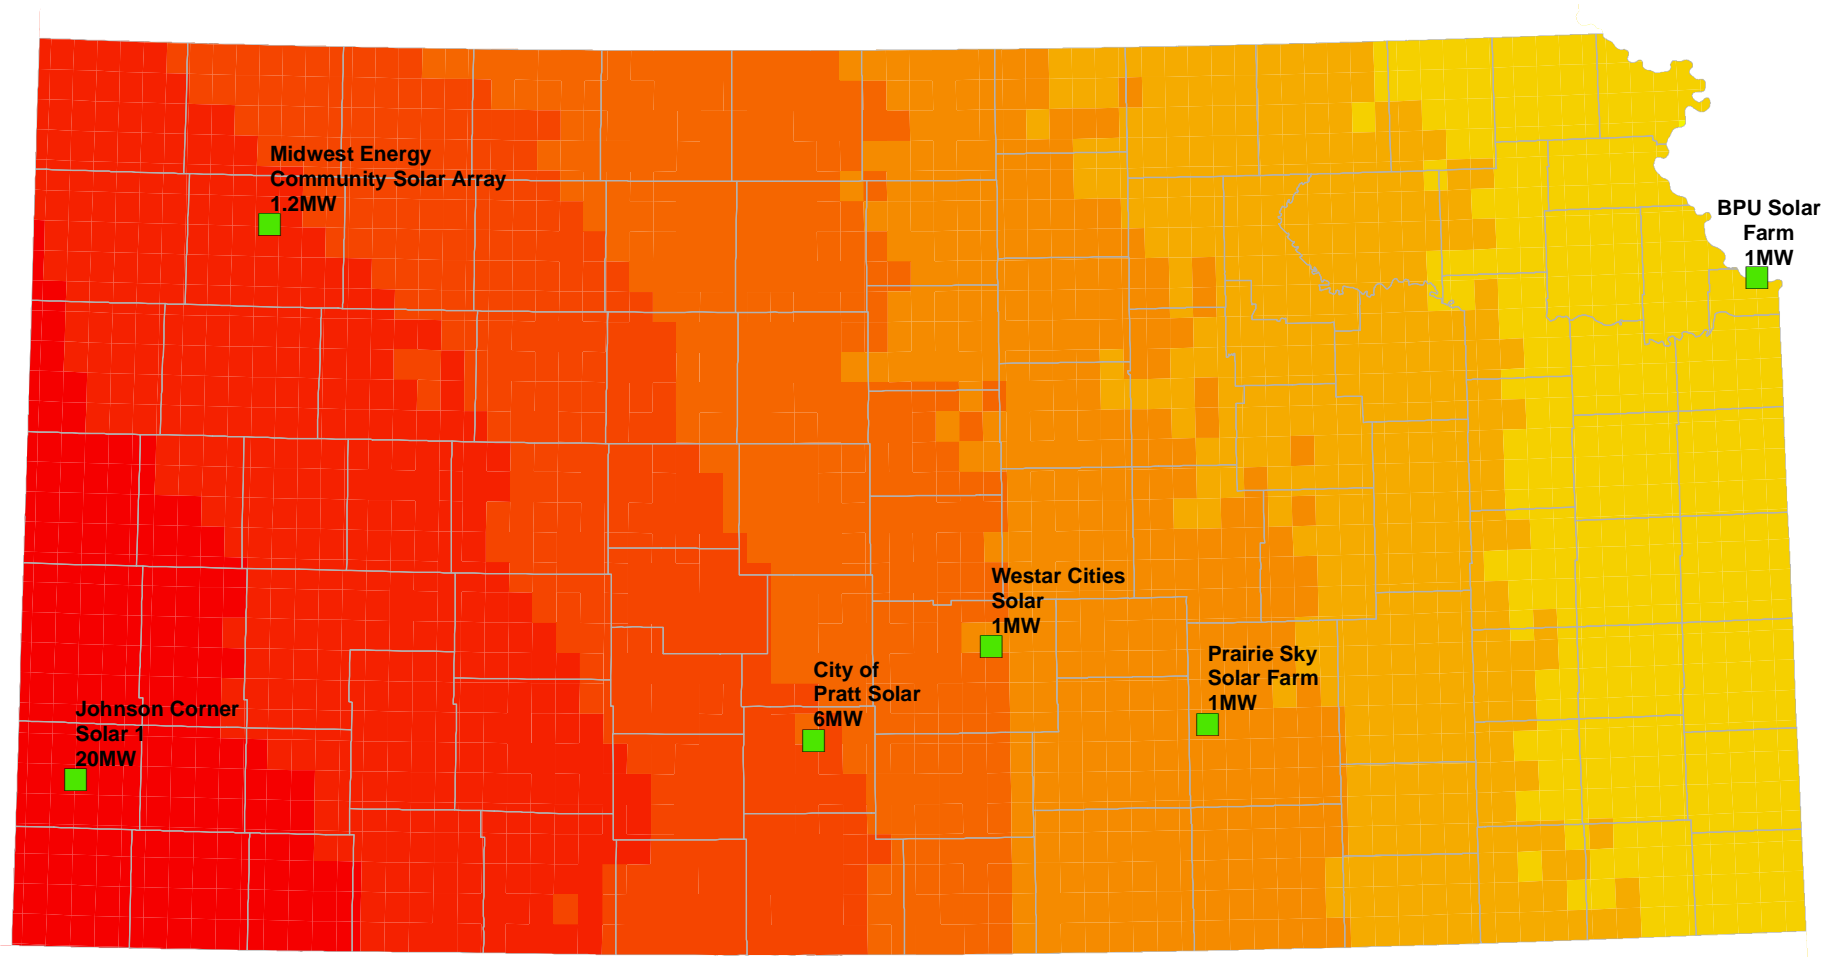 Midwest Energy
Community Solar Array
1.2MW
BPU Solar
Farm
1MW
Westar Cities
Solar
1MW
Prairie Sky
Solar Farm
1MW
City of
Pratt Solar
6MW
Johnson Corner
Solar 1
20MW